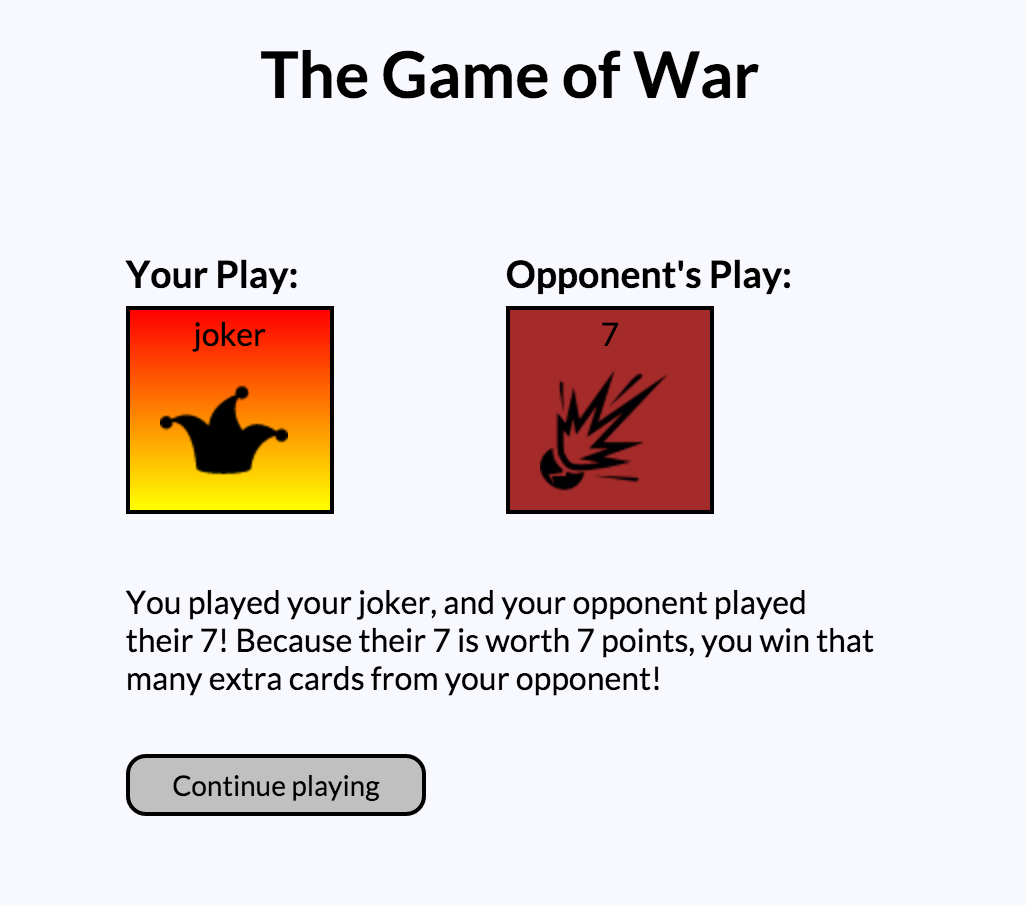 The Game of War
Your Play:
Opponent's Play:
joker
7
You played your joker, and your opponent played
their 7! Because their 7 is worth 7 points, you win that
many extra cards from your opponent!
Continue playing